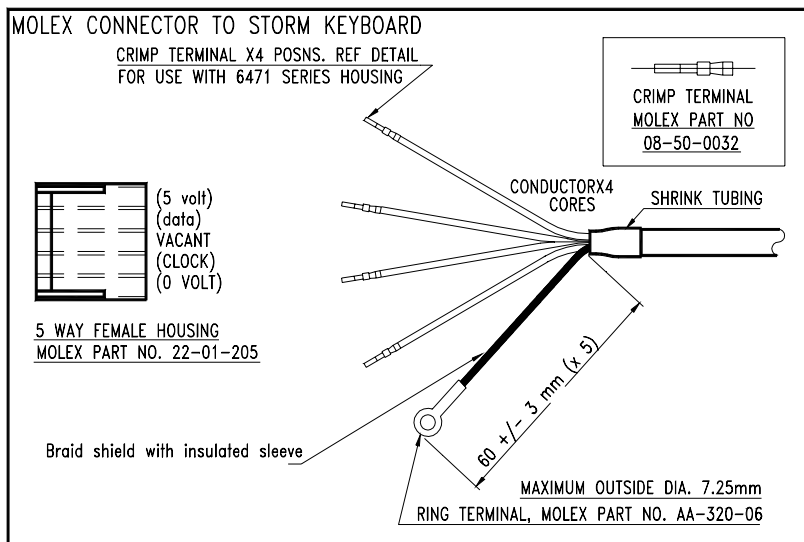 MOLEX CONNECTOR TO STORM KEYBOARD
CRIMP TERMINAL X4 POSNS. REF DETAIL
FOR USE WITH 6471 SERIES HOUSING
CRIMP TERMINAL
MOLEX PART NO
08-50-0032
CONDUCTORX4
CORES
SHRINK TUBING
(5 volt)
(data)
VACANT
(CLOCK)
(0 VOLT)
5 WAY FEMALE HOUSING
MOLEX PART NO. 22-01-205
60 +/- 3 mm (x 5)
Braid shield with insulated sleeve
MAXIMUM OUTSIDE DIA. 7.25mm
RING TERMINAL, MOLEX PART NO. AA-320-06